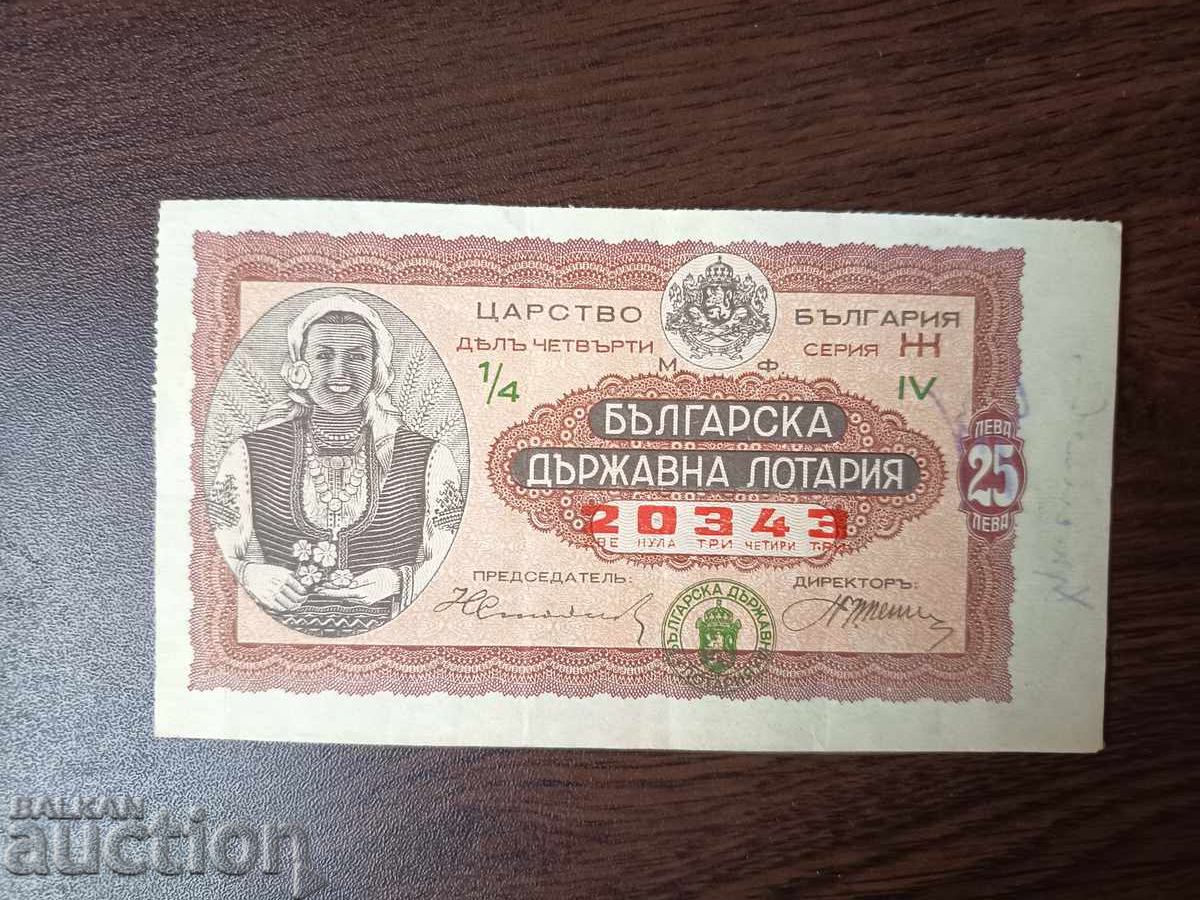 ЦАРСТВО БЪЛГАРИЯ
ДѢЛЪ ЧЕТВЪРТИ СЕРИЯ Ж
М. Ф.
1/4 IV
БЪЛГАРСКА
ДЪРЖАВНА ЛОТАРИЯ
ЛЕВА
25
ЛЕВА
20343
НУЛА ТРИ ЧЕТИРИ
ПРЕДСЕДАТЕЛЬ: ДИРЕКТОРЪ:
БЪЛГАРСКА ДЪРЖАВНА
BALKAN
auction